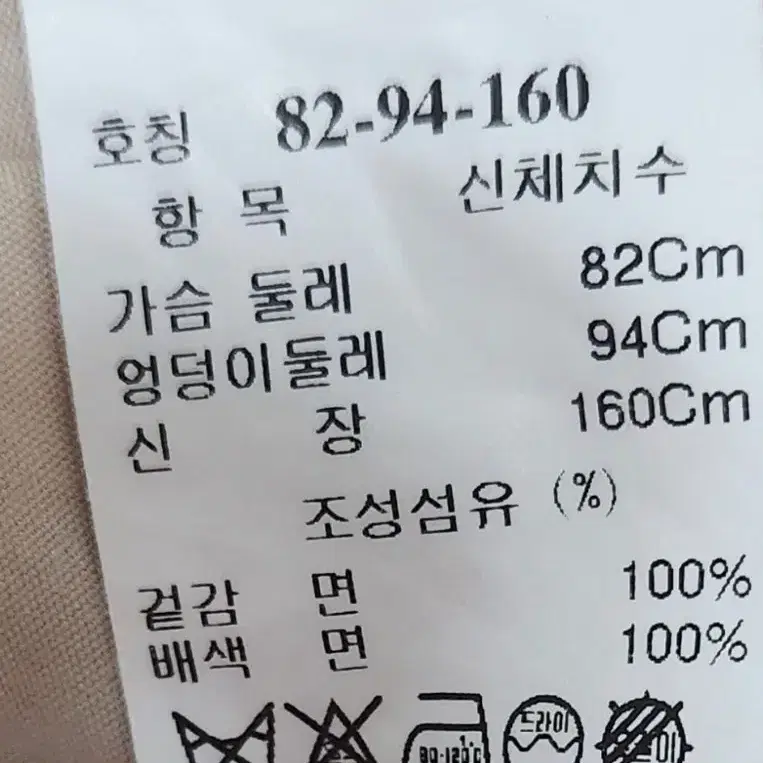 호칭 82-94-160
항 목 신체치수
가슴 둘레 82Cm
엉덩이둘레 94Cm
신 장 160Cm
조성섬유 (%)
겉감 면 100%
배색 면 100%
80-120℃ 드라이